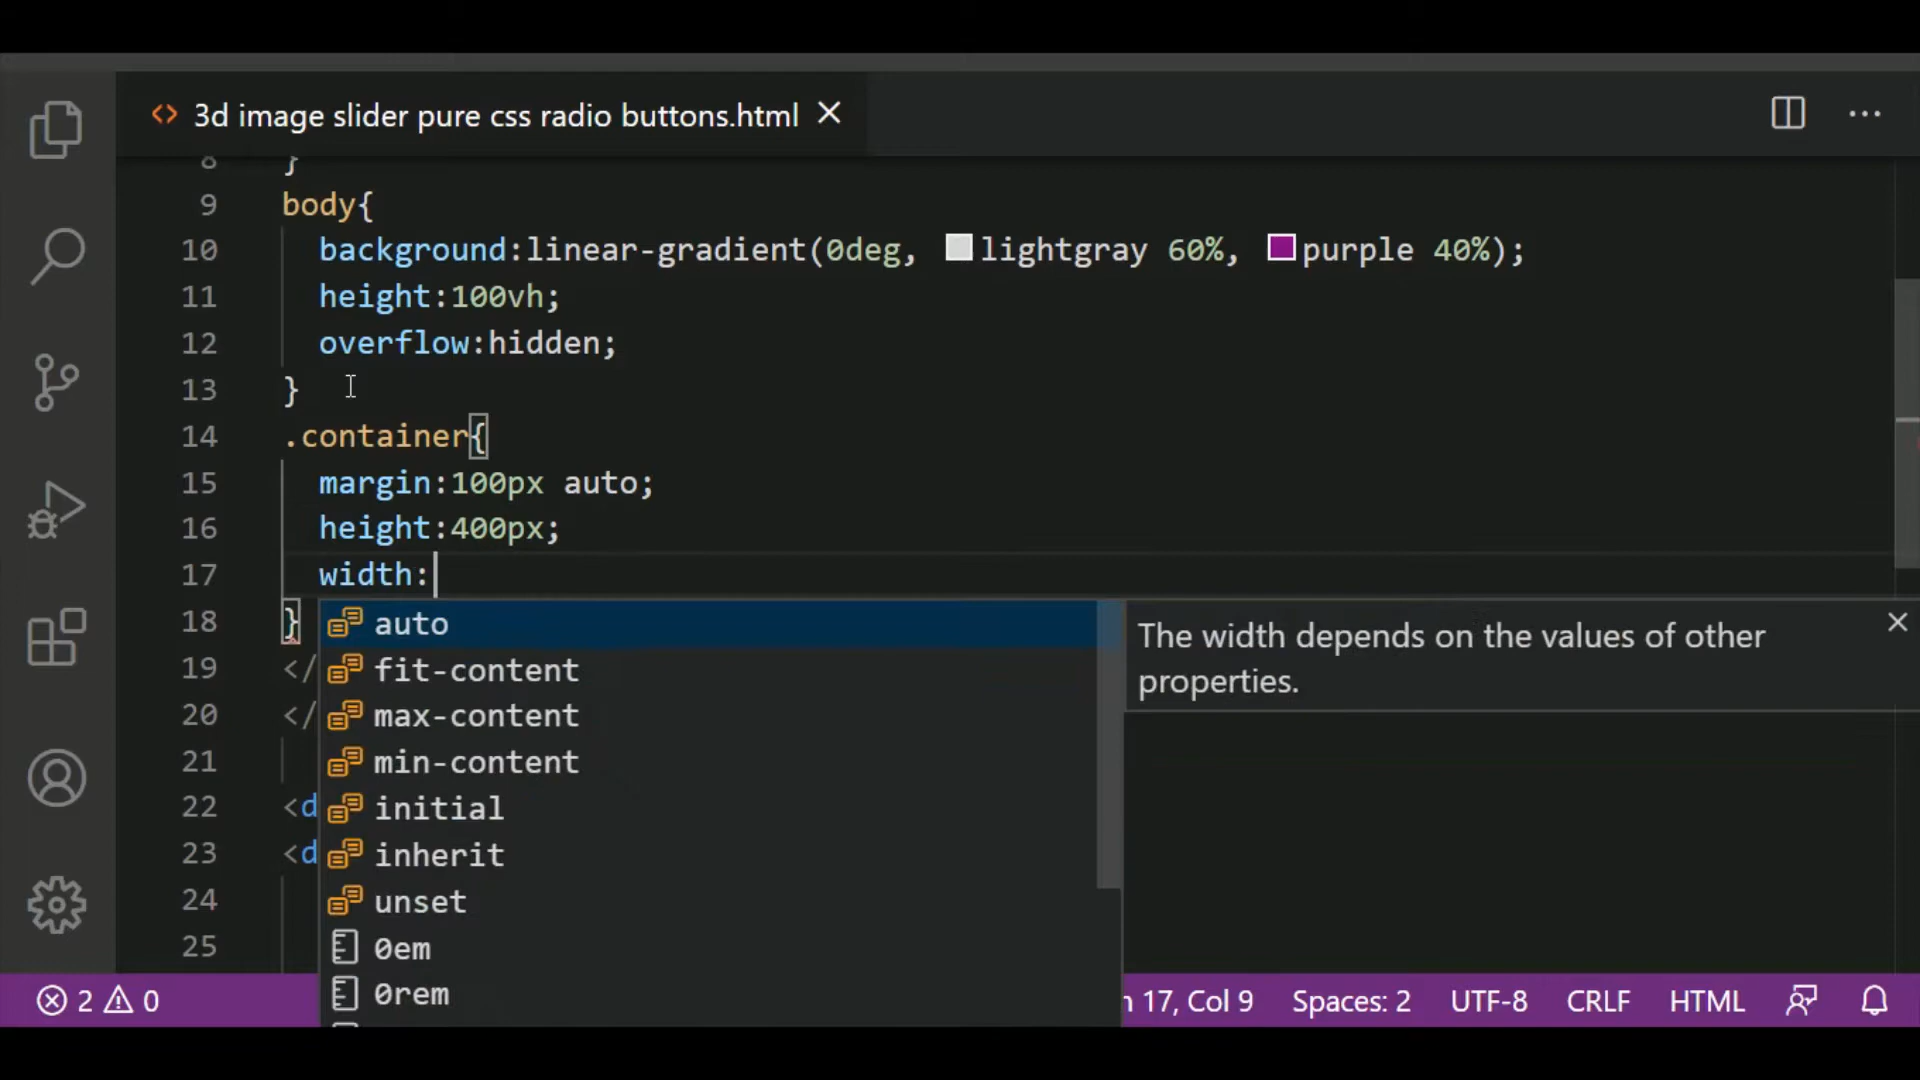 <> 3d image slider pure css radio buttons.html
8 }
9 body{
10 background:linear-gradient(0deg, lightgray 60%, purple 40%);
11 height:100vh;
12 overflow:hidden;
13 }
14 .container{
15 margin:100px auto;
16 height:400px;
17 width:
18 }
19 </
20 </
21
22 <d
23 <d
24
25
auto
fit-content
max-content
min-content
initial
inherit
unset
0em
0rem
The width depends on the values of other
properties.
2 0 17, Col 9 Spaces: 2 UTF-8 CRLF HTML